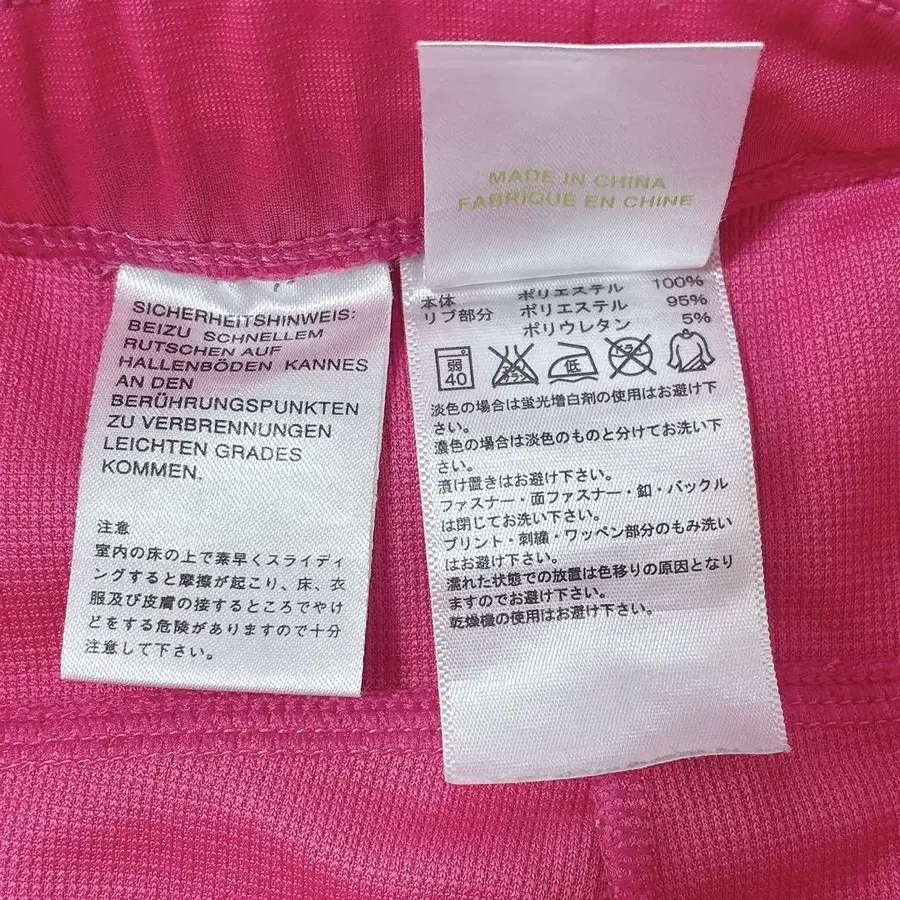 MADE IN CHINA
FABRIQUE EN CHINE
SICHERHEITSHINWEIS:
BEIZU SCHNELLEM
RUTSCHEN AUF
HALLENBÖDEN KANNES
AN DEN
BERÜHRUNGSPUNKTEN
ZU VERBRENNUNGEN
LEICHTEN GRADES
KOMMEN.
注意
室内の床の上で素早くスライディ
ングすると摩擦が起こり、床、衣
服及び皮膚の接するところでやけ
どをする危険がありますので十分
注意して下さい。
本体 ポリエステル 100%
リブ部分 ポリエステル 95%
ポリウレタン 5%
弱 40 低
淡色の場合は蛍光増白剤の使用はお避け下
さい。
濃色の場合は淡色のものと分けてお洗い下
さい。
漬け置きはお避け下さい。
ファスナー・面ファスナー・釦・バックル
は閉じてお洗い下さい。
プリント・刺繍・ワッペン部分のもみ洗い
はお避け下さい。
濡れた状態での放置は色移りの原因となり
ますのでお避け下さい。
乾燥機の使用はお避け下さい。